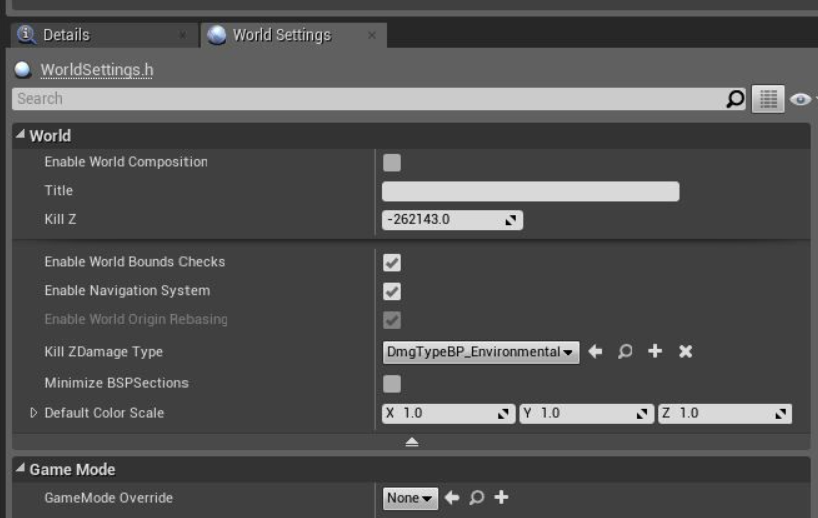 Details
World Settings
WorldSettings.h
Search
World
Enable World Composition
Title
Kill Z -262143.0
Enable World Bounds Checks
Enable Navigation System
Enable World Origin Rebasing
Kill ZDamage Type DmgTypeBP_Environmental
Minimize BSPSections
Default Color Scale X 1.0 Y 1.0 Z 1.0
Game Mode
GameMode Override None